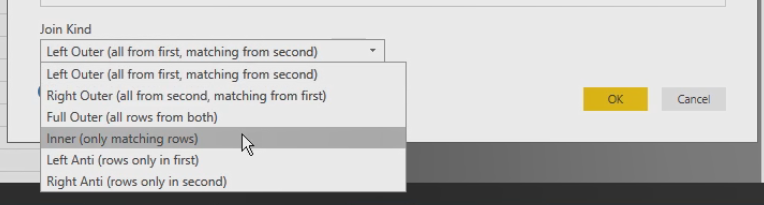 Join Kind
Left Outer (all from first, matching from second)
Left Outer (all from first, matching from second)
Right Outer (all from second, matching from first)
Full Outer (all rows from both)
Inner (only matching rows)
Left Anti (rows only in first)
Right Anti (rows only in second)
OK
Cancel